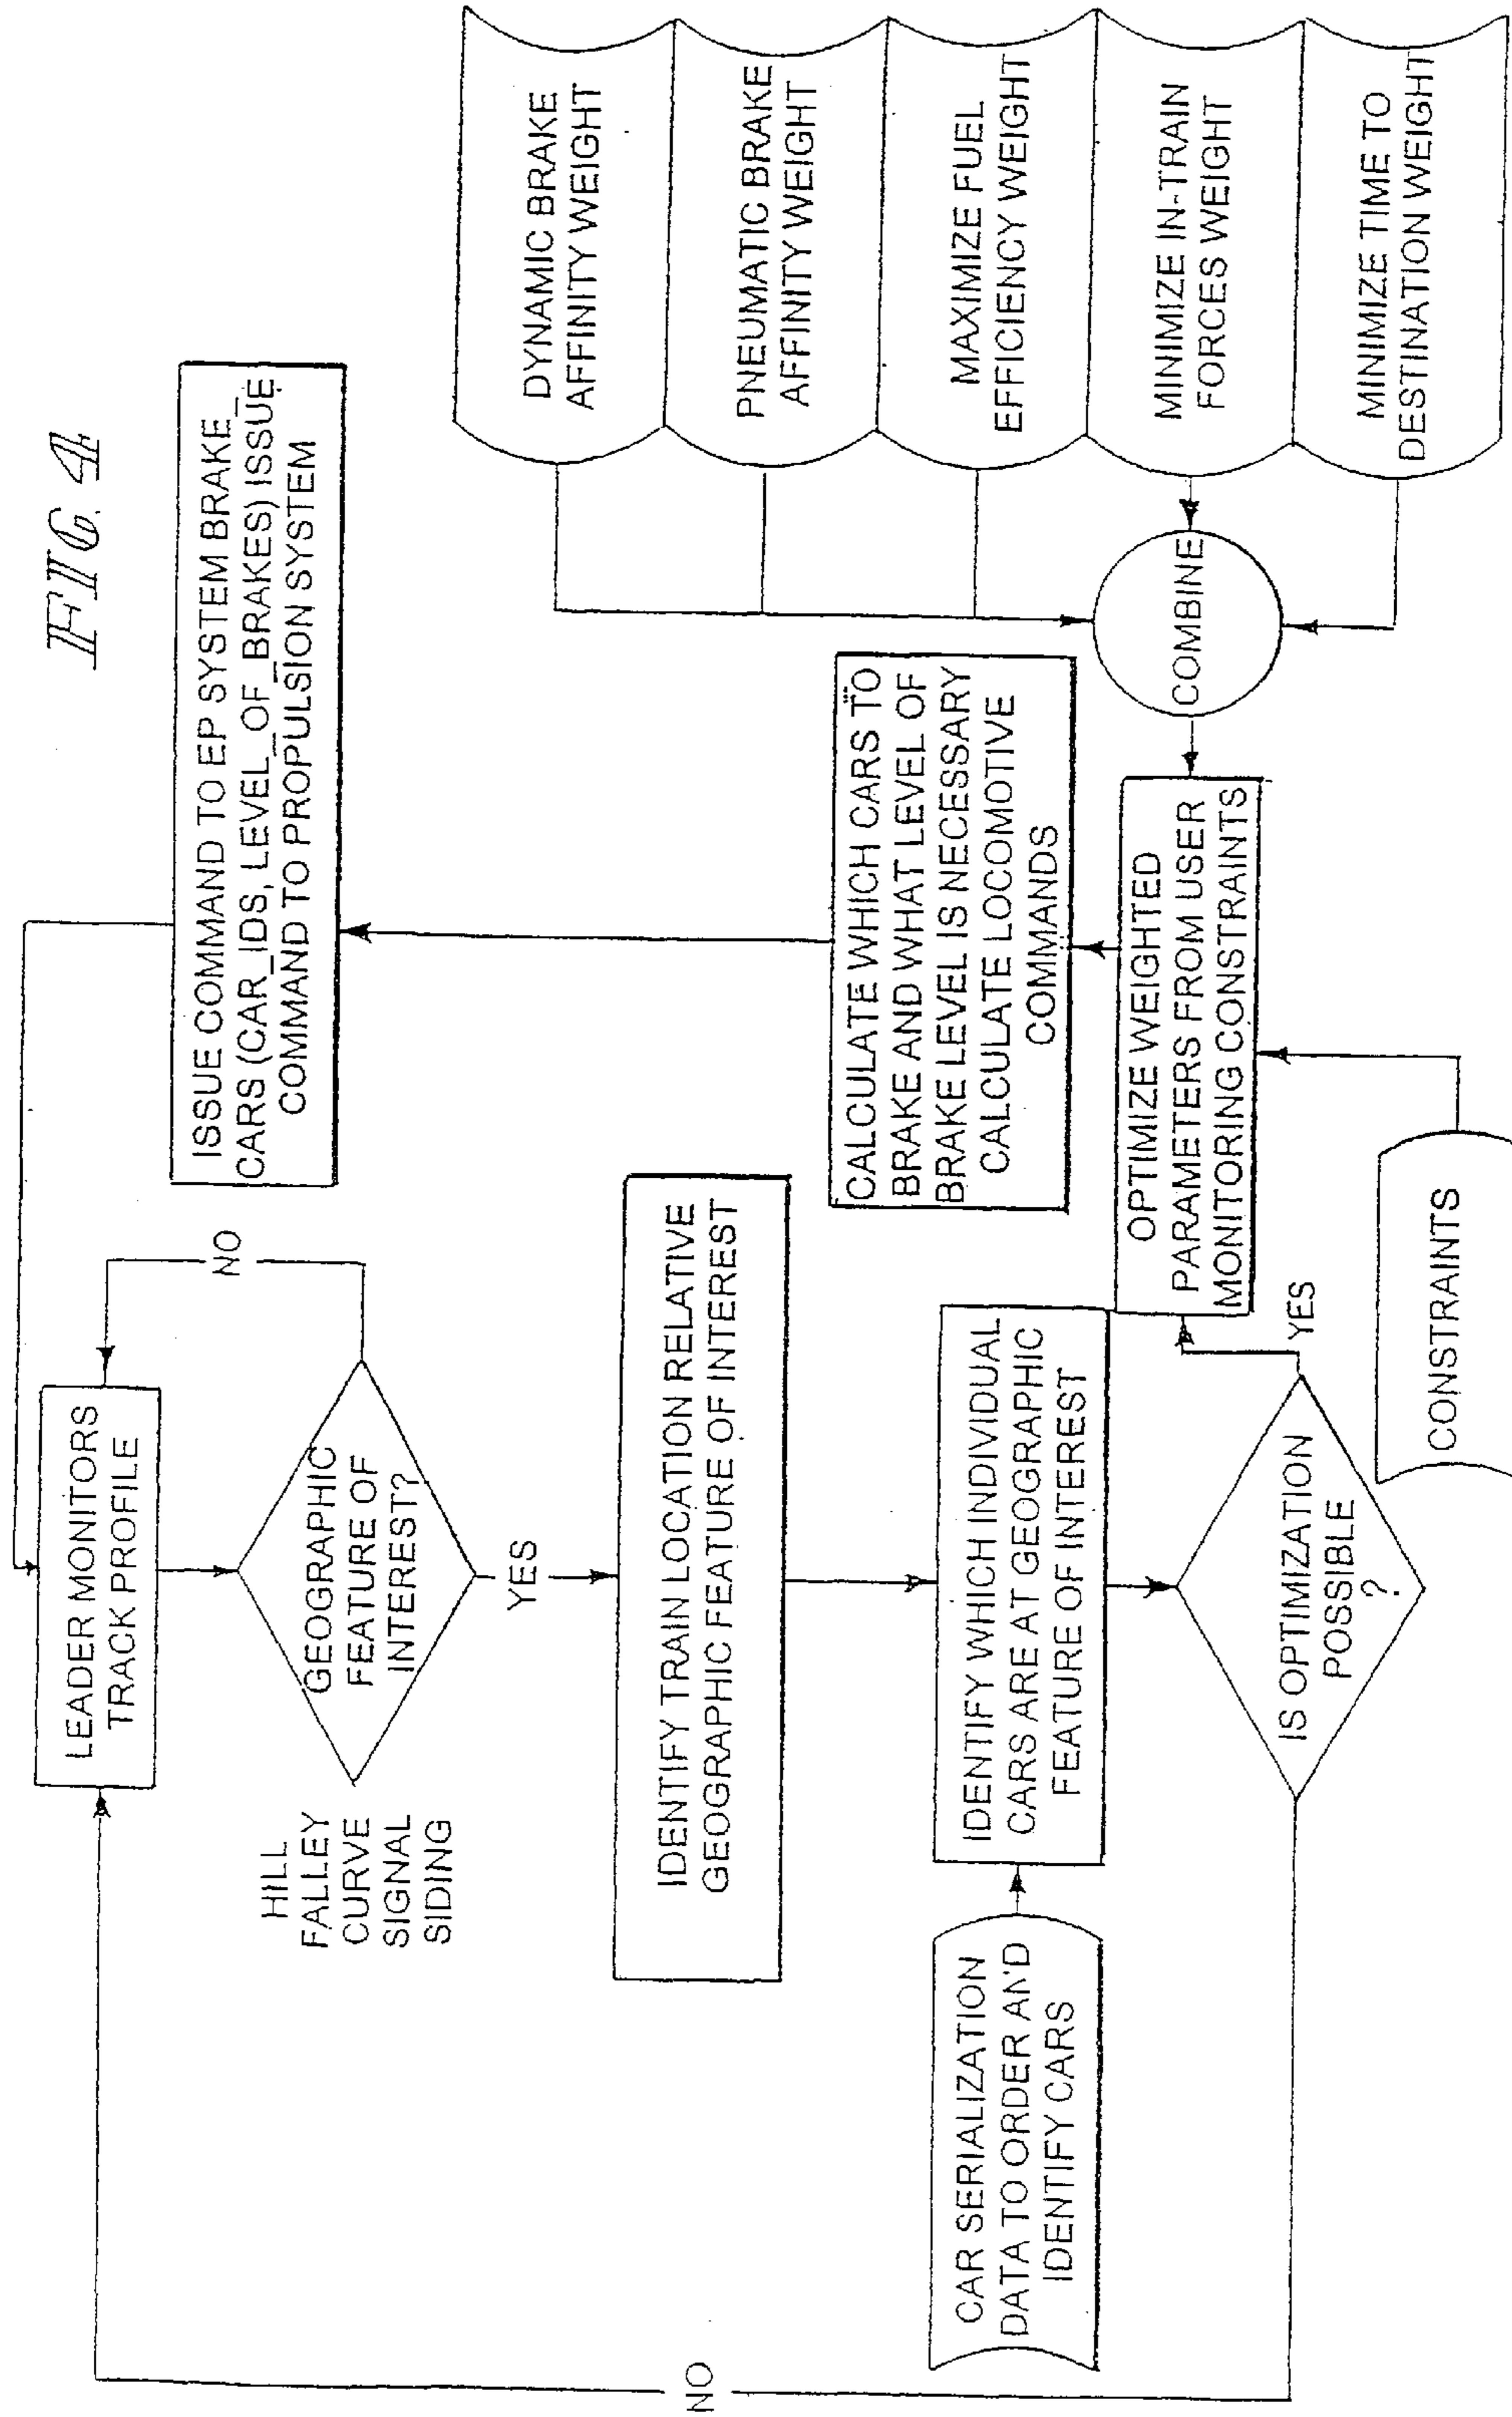 FIG. 4
LEADER MONITORS
TRACK PROFILE
NO
GEOGRAPHIC
FEATURE OF
INTEREST?
HILL
FALLEY
CURVE
SIGNAL
SIDING
YES
IDENTIFY TRAIN LOCATION RELATIVE
GEOGRAPHIC FEATURE OF INTEREST
CAR SERIALIZATION
DATA TO ORDER AND
IDENTIFY CARS
IDENTIFY WHICH INDIVIDUAL
CARS ARE AT GEOGRAPHIC
FEATURE OF INTEREST
IS OPTIMIZATION
POSSIBLE
?
NO
YES
CONSTRAINTS
OPTIMIZE WEIGHTED
PARAMETERS FROM USER
MONITORING CONSTRAINTS
CALCULATE WHICH CARS TO
BRAKE AND WHAT LEVEL OF
BRAKE LEVEL IS NECESSARY
CALCULATE LOCOMOTIVE
COMMANDS
ISSUE COMMAND TO EP SYSTEM BRAKE_
CARS (CAR_IDS, LEVEL_OF_BRAKES) ISSUE
COMMAND TO PROPULSION SYSTEM
COMBINE
DYNAMIC BRAKE
AFFINITY WEIGHT
PNEUMATIC BRAKE
AFFINITY WEIGHT
MAXIMIZE FUEL
EFFICIENCY WEIGHT
MINIMIZE IN-TRAIN
FORCES WEIGHT
MINIMIZE TIME TO
DESTINATION WEIGHT